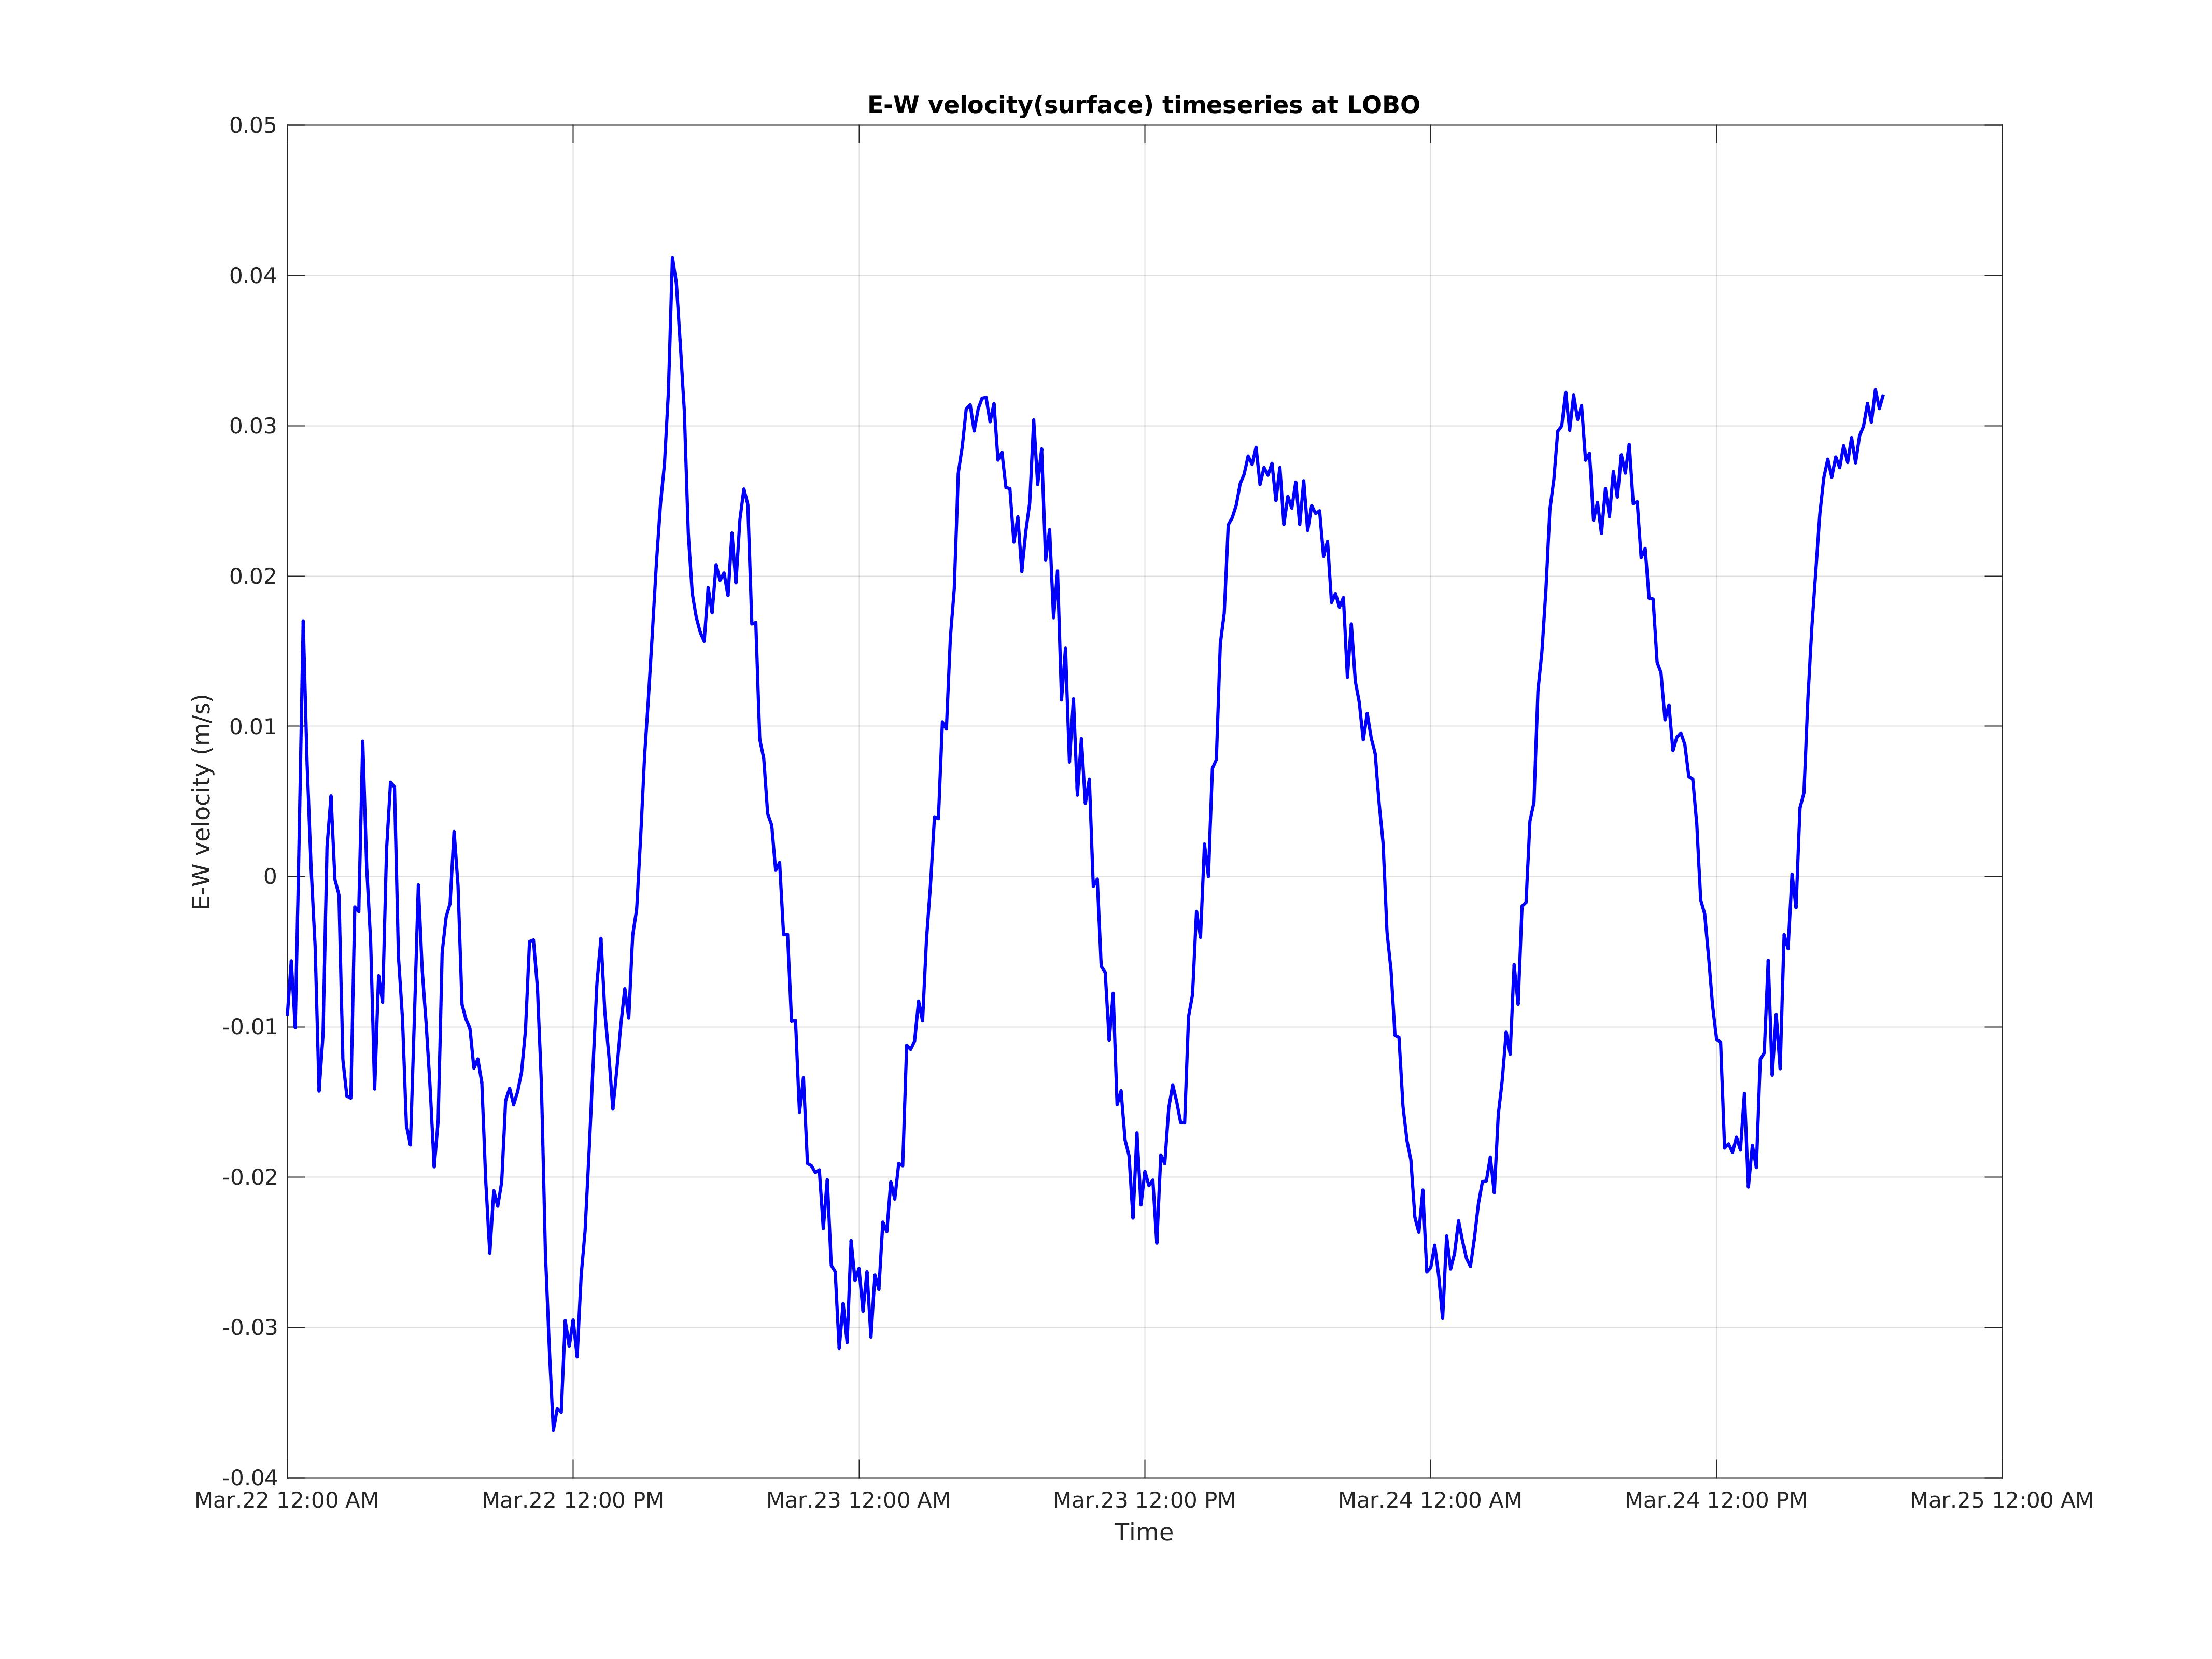 E-W velocity(surface) timeseries at LOBO
0.05
0.04
0.03
0.02
0.01
0
-0.01
-0.02
-0.03
-0.04
E-W velocity (m/s)
Mar.22 12:00 AM
Mar.22 12:00 PM
Mar.23 12:00 AM
Mar.23 12:00 PM
Mar.24 12:00 AM
Mar.24 12:00 PM
Mar.25 12:00 AM
Time